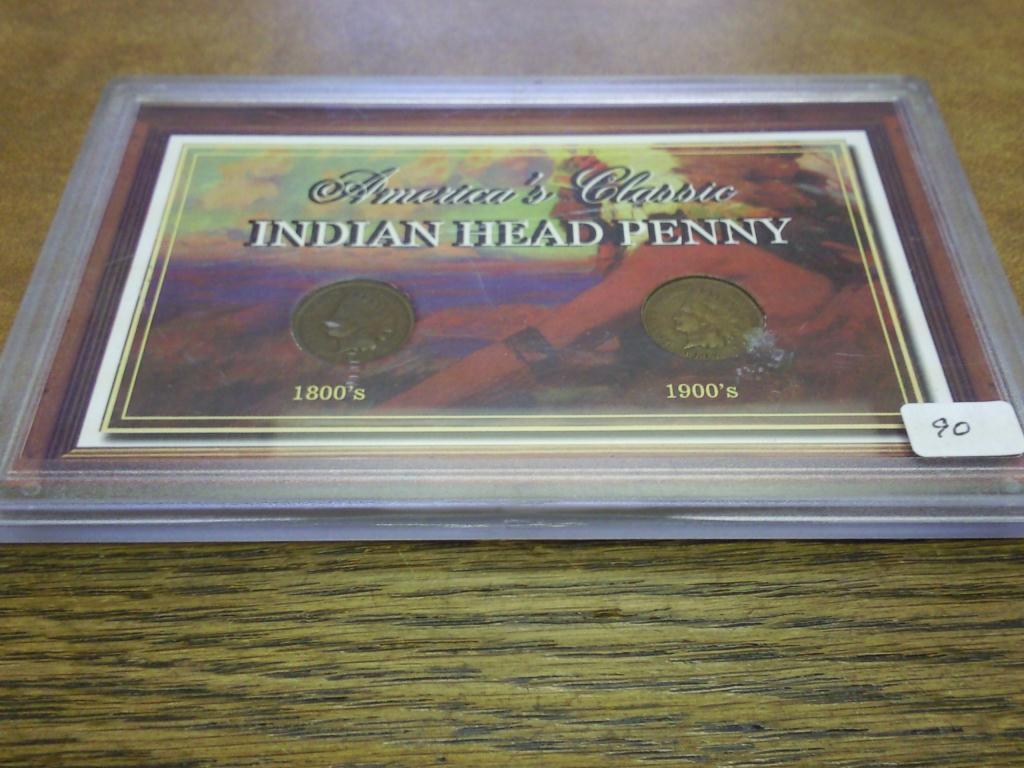 America's Classic
INDIAN HEAD PENNY
1800's
1900's
90